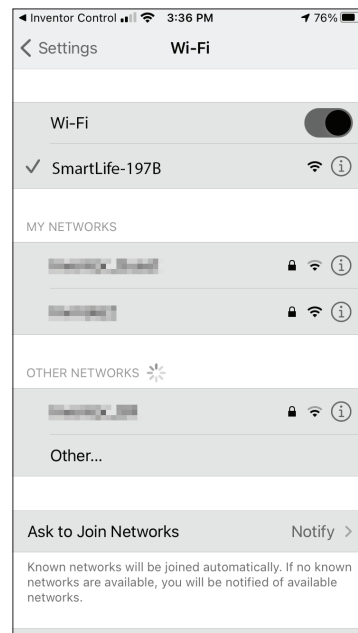 Inventor Control 3:36 PM 76%
Settings Wi-Fi
Wi-Fi
SmartLife-197B
MY NETWORKS
OTHER NETWORKS
Other...
Ask to Join Networks Notify
Known networks will be joined automatically. If no known
networks are available, you will be notified of available
networks.